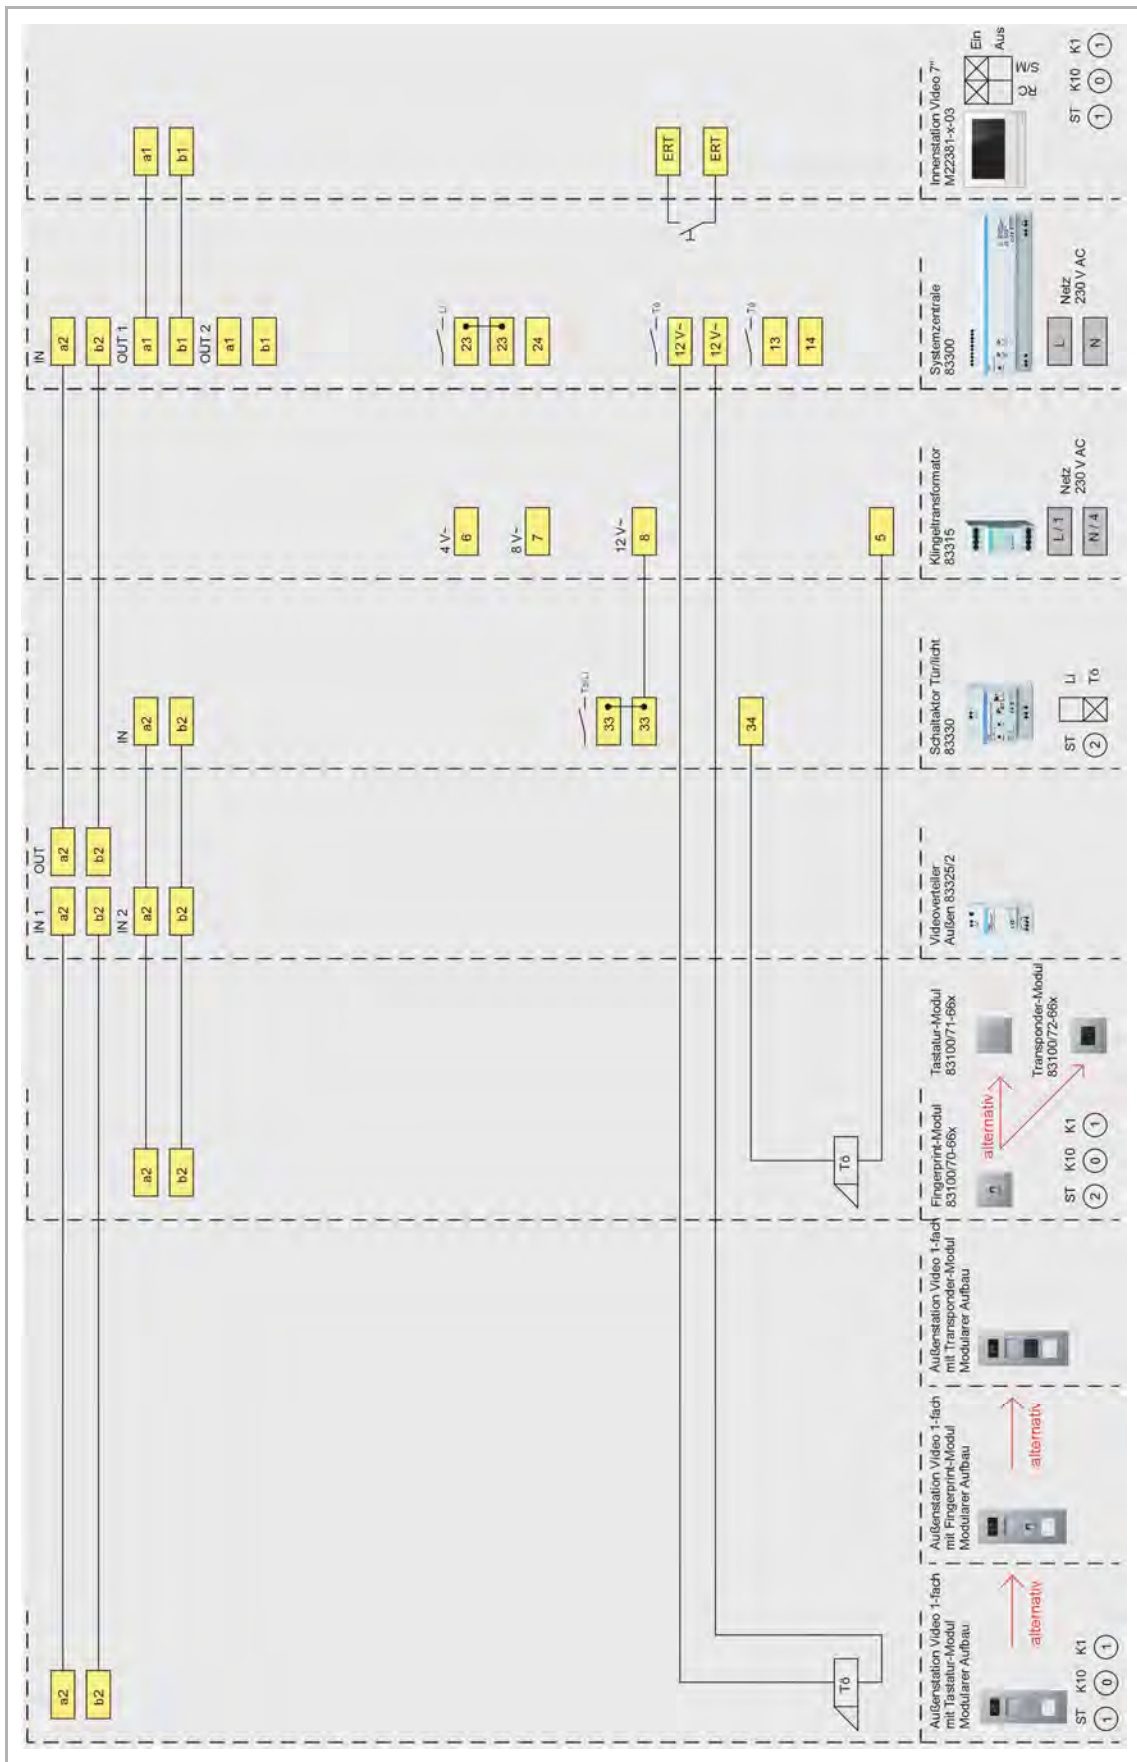 Außenstation Video 1-fach
mit Tastatur-Modul
Modularer Aufbau
alternativ
ST K10 K1
1 0 1
a2
b2
Tö
Außenstation Video 1-fach
mit Fingerprint-Modul
Modularer Aufbau
alternativ
Außenstation Video 1-fach
mit Transponder-Modul
Modularer Aufbau
Fingerprint-Modul
83100/70-66x
alternativ
ST K10 K1
2 0 1
a2
b2
Tö
Tastatur-Modul
83100/71-66x
Transponder-Modul
83100/72-66x
Videoverteiler
Außen 83325/2
IN 1
a2
b2
IN 2
a2
b2
OUT
a2
b2
Schaltaktor Tür/licht
83330
ST
2
Li
Tö
IN
a2
b2
Tö/Li
33
33
34
Klingeltransformator
83315
L / 1
N / 4
Netz
230 V AC
4 V~
6
8 V~
7
12 V~
8
5
Systemzentrale
83300
L
N
Netz
230 V AC
IN
a2
b2
OUT 1
a1
b1
OUT 2
a1
b1
Li
23
23
24
Tö
12 V~
12 V~
Tö
13
14
Innenstation Video 7"
M22381-x-03
Ein
Aus
RC
S/M
ST K10 K1
1 0 1
a1
b1
ERT
ERT